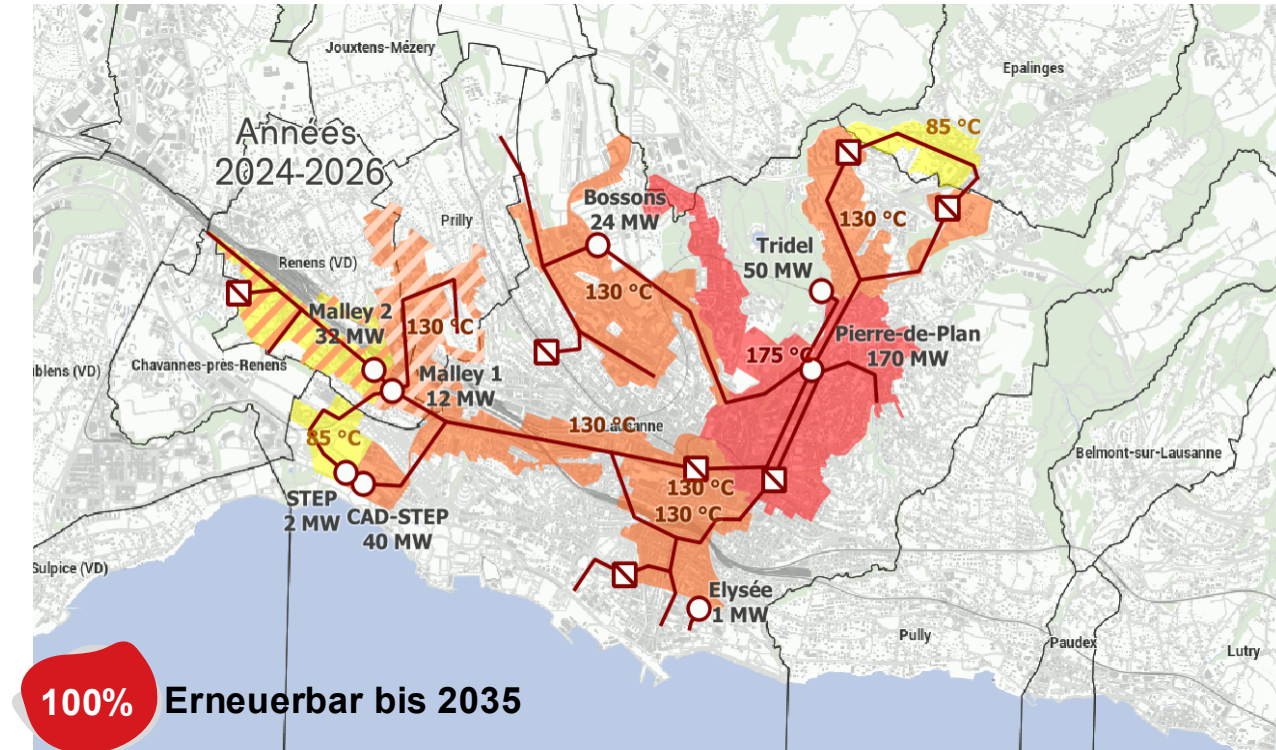 Jouxtens-Mézery
Epalinges
Années
2024-2026
85 °C
Bossons
24 MW
Prilly
130 °C
Tridel
50 MW
Renens (VD)
130 °C
Malley 2
32 MW
130 °C
Pierre-de-Plan
170 MW
175 °C
Chavannes-près-Renens
ublens (VD)
Malley 1
12 MW
130 °C
Lausanne
85 °C
Belmont-sur-Lausanne
130 °C
130 °C
STEP
2 MW
CAD-STEP
40 MW
Sulpice (VD)
Elysée
1 MW
Pully
Paudex
Lutry
100% Erneuerbar bis 2035